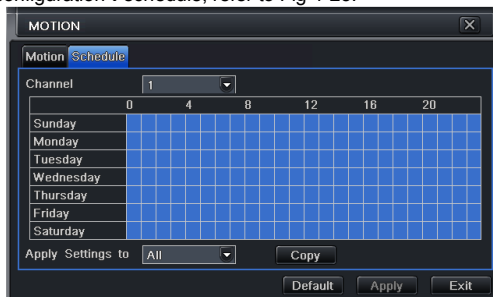 MOTION
Motion Schedule
Channel 1
0 4 8 12 16 20
Sunday
Monday
Tuesday
Wednesday
Thursday
Friday
Saturday
Apply Settings to All Copy
Default Apply Exit